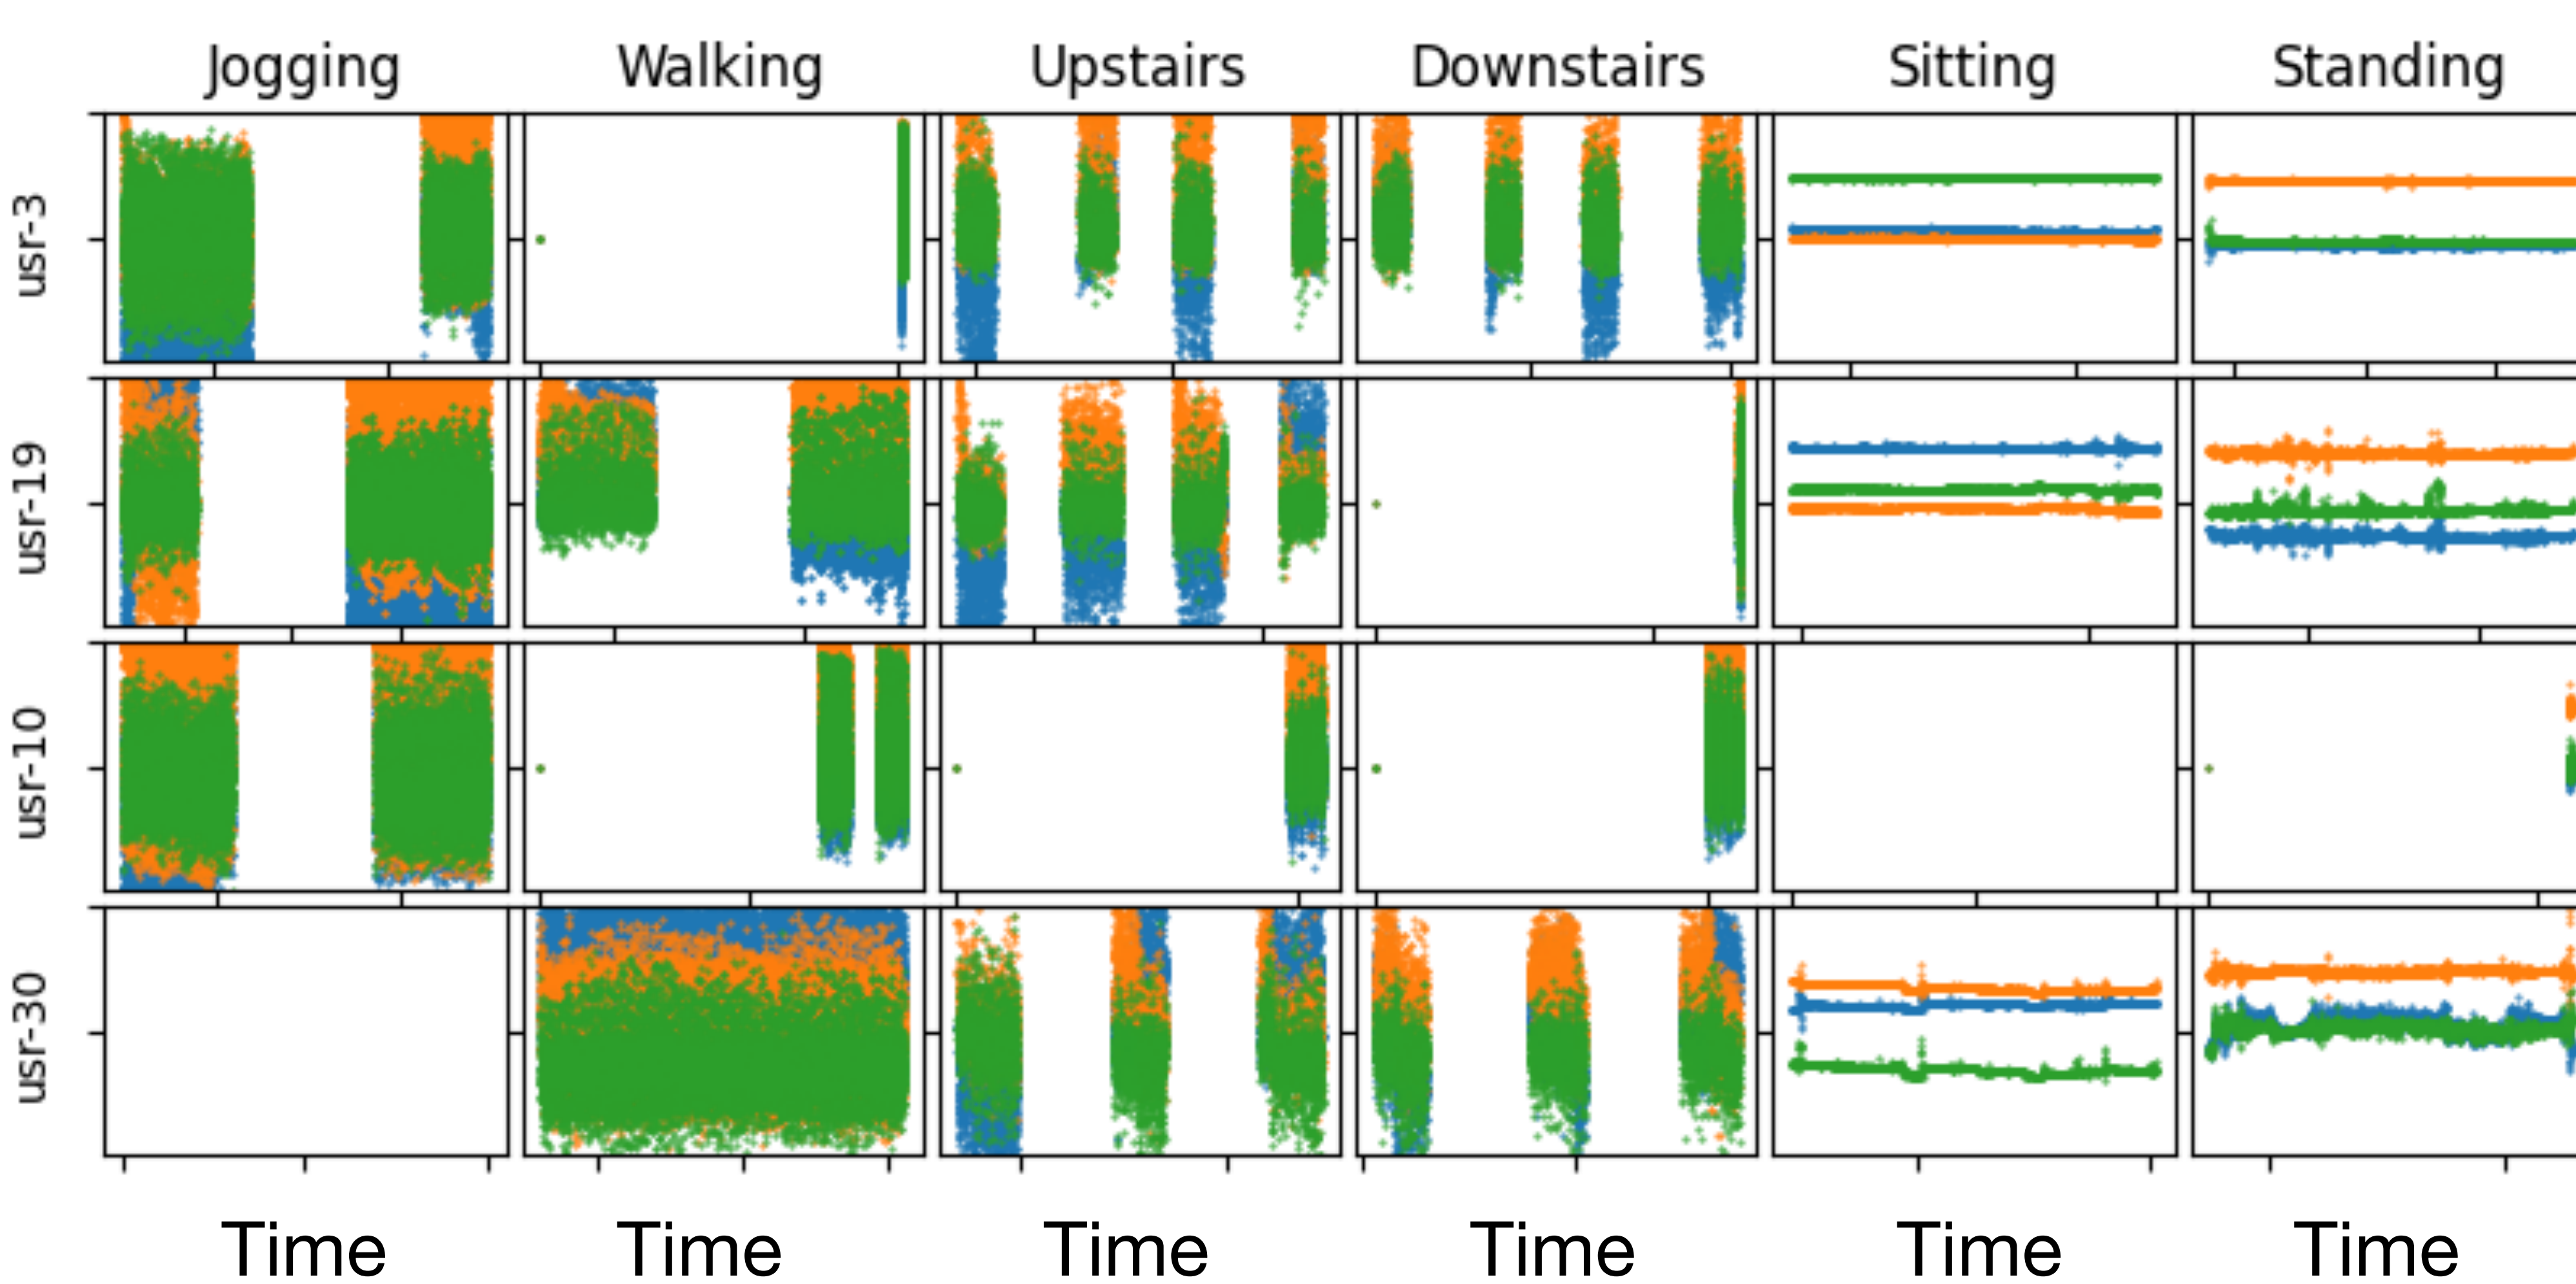 Jogging Walking Upstairs Downstairs Sitting Standing
usr-3
usr-19
usr-10
usr-30
Time Time Time Time Time Time